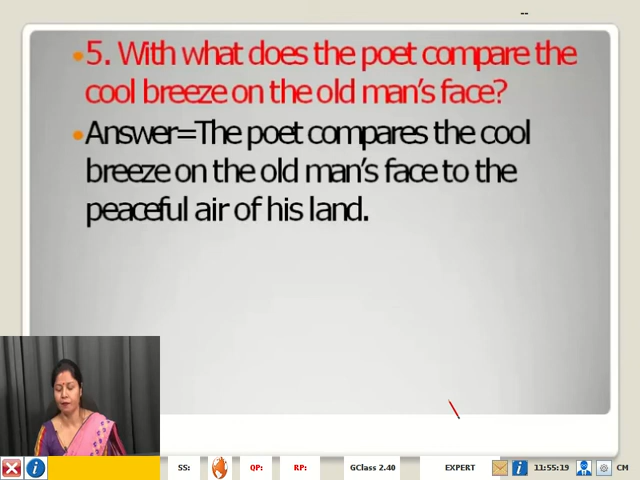 --
5. With what does the poet compare the
cool breeze on the old man's face?
Answer= The poet compares the cool
breeze on the old man's face to the
peaceful air of his land.
SS: QP: RP: GClass 2.40 EXPERT 11:55:19 CM